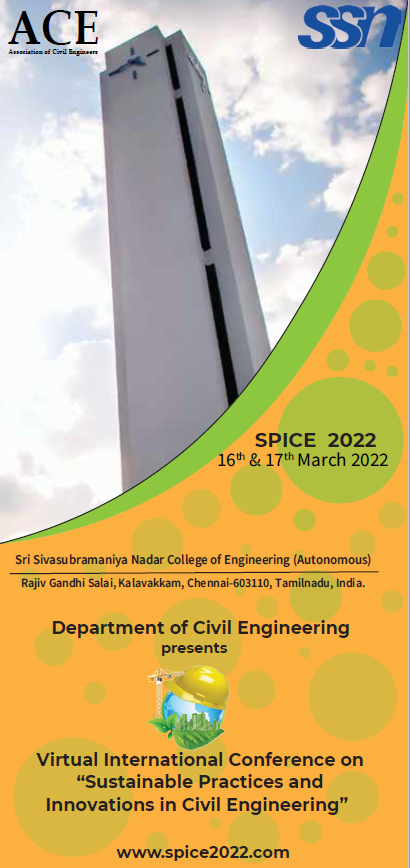 ACE
Association of Civil Engineers
ssn
SPICE 2022
16th & 17th March 2022
Sri Sivasubramaniya Nadar College of Engineering (Autonomous)
Rajiv Gandhi Salai, Kalavakkam, Chennai-603110, Tamilnadu, India.
Department of Civil Engineering
presents
Virtual International Conference on
“Sustainable Practices and
Innovations in Civil Engineering”
www.spice2022.com